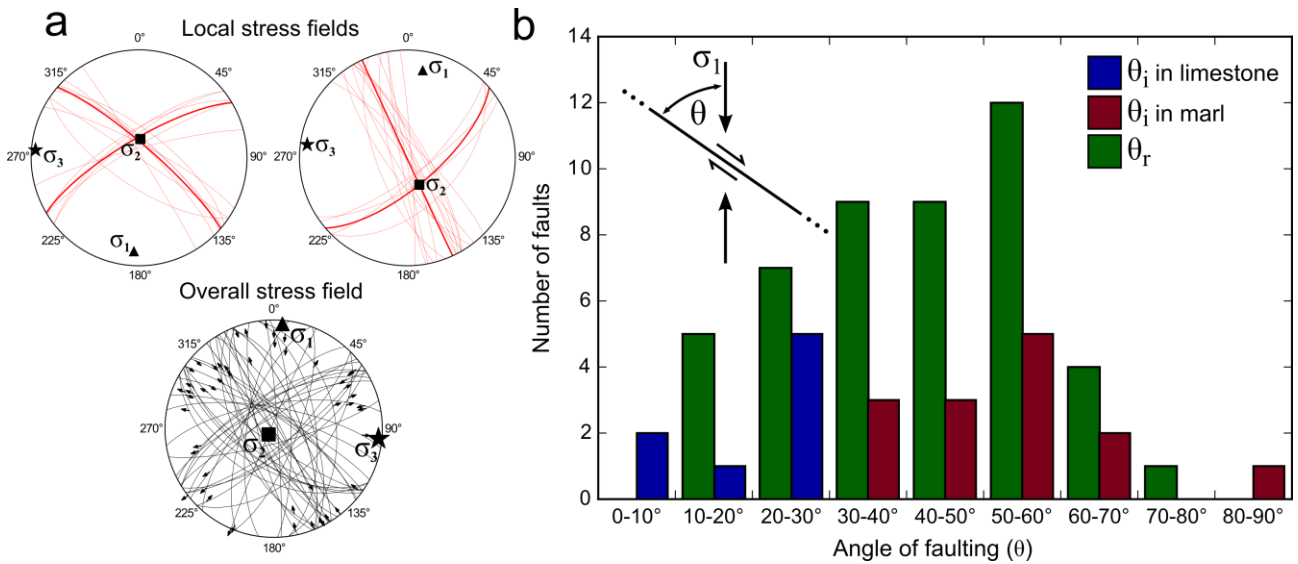 a
Local stress fields
0°
45°
90°
135°
180°
225°
270°
315°
σ1
σ2
σ3
0°
45°
90°
135°
180°
225°
270°
315°
σ1
σ2
σ3
Overall stress field
0°
45°
90°
135°
180°
225°
270°
315°
σ1
σ2
σ3
b
Number of faults
14
12
10
8
6
4
2
0
σ1
θ
θi in limestone
θi in marl
θr
0-10° 10-20° 20-30° 30-40° 40-50° 50-60° 60-70° 70-80° 80-90°
Angle of faulting (θ)